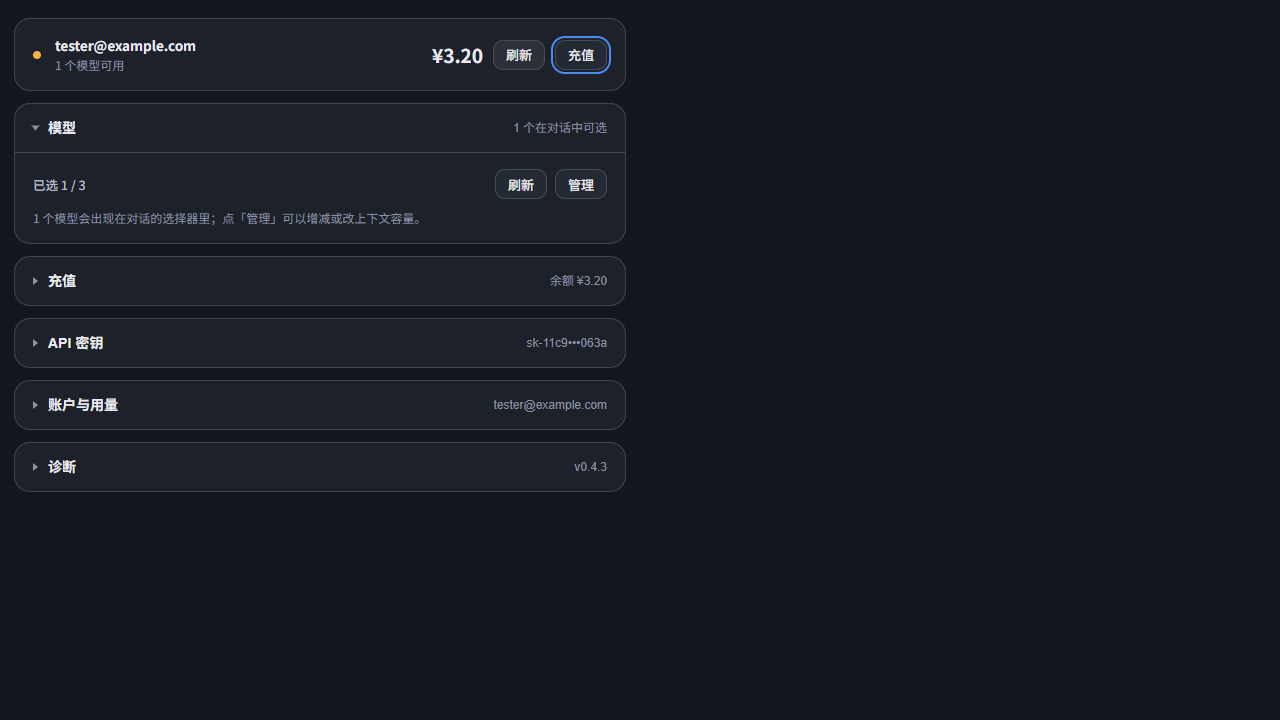 tester@example.com
1 个模型可用
¥3.20 刷新 充值
模型 1 个在对话中可选
已选 1 / 3 刷新 管理
1 个模型会出现在对话的选择器里；点「管理」可以增减或改上下文容量。
充值 余额 ¥3.20
API 密钥 sk-11c9•••063a
账户与用量 tester@example.com
诊断 v0.4.3